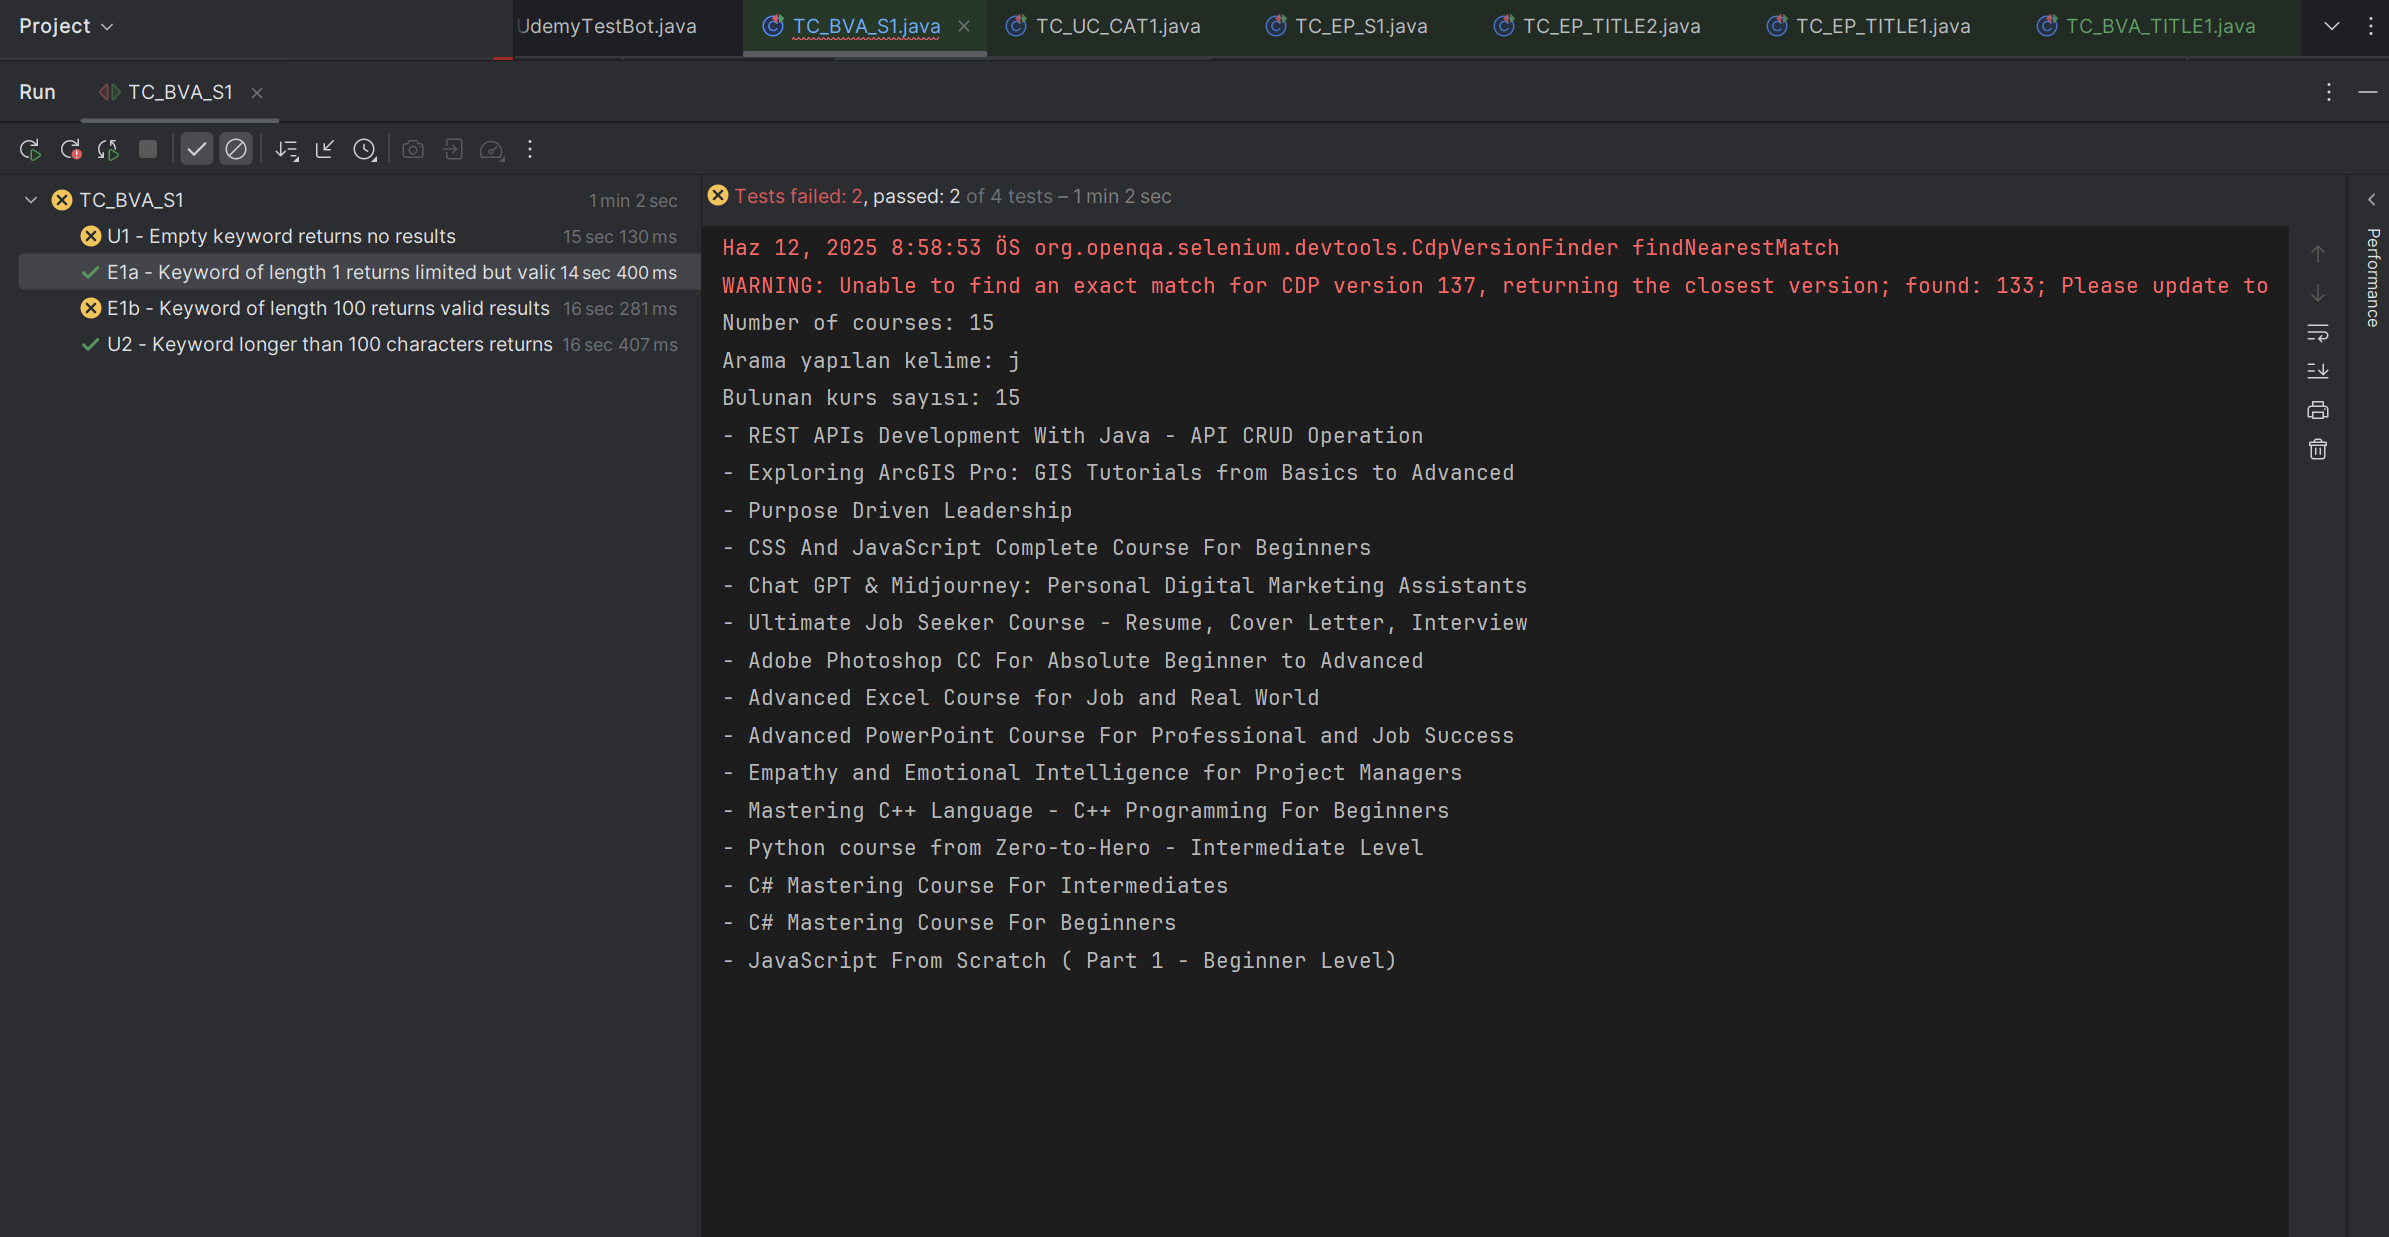 Project
UdemyTestBot.java
TC_BVA_S1.java
TC_UC_CAT1.java
TC_EP_S1.java
TC_EP_TITLE2.java
TC_EP_TITLE1.java
TC_BVA_TITLE1.java
Run
TC_BVA_S1
TC_BVA_S1 1 min 2 sec
U1 - Empty keyword returns no results 15 sec 130 ms
E1a - Keyword of length 1 returns limited but valid 14 sec 400 ms
E1b - Keyword of length 100 returns valid results 16 sec 281 ms
U2 - Keyword longer than 100 characters returns 16 sec 407 ms
Tests failed: 2, passed: 2 of 4 tests – 1 min 2 sec
Haz 12, 2025 8:58:53 ÖS org.openqa.selenium.devtools.CdpVersionFinder findNearestMatch
WARNING: Unable to find an exact match for CDP version 137, returning the closest version; found: 133; Please update to
Number of courses: 15
Arama yapılan kelime: j
Bulunan kurs sayısı: 15
- REST APIs Development With Java - API CRUD Operation
- Exploring ArcGIS Pro: GIS Tutorials from Basics to Advanced
- Purpose Driven Leadership
- CSS And JavaScript Complete Course For Beginners
- Chat GPT & Midjourney: Personal Digital Marketing Assistants
- Ultimate Job Seeker Course - Resume, Cover Letter, Interview
- Adobe Photoshop CC For Absolute Beginner to Advanced
- Advanced Excel Course for Job and Real World
- Advanced PowerPoint Course For Professional and Job Success
- Empathy and Emotional Intelligence for Project Managers
- Mastering C++ Language - C++ Programming For Beginners
- Python course from Zero-to-Hero - Intermediate Level
- C# Mastering Course For Intermediates
- C# Mastering Course For Beginners
- JavaScript From Scratch ( Part 1 - Beginner Level)
Performance